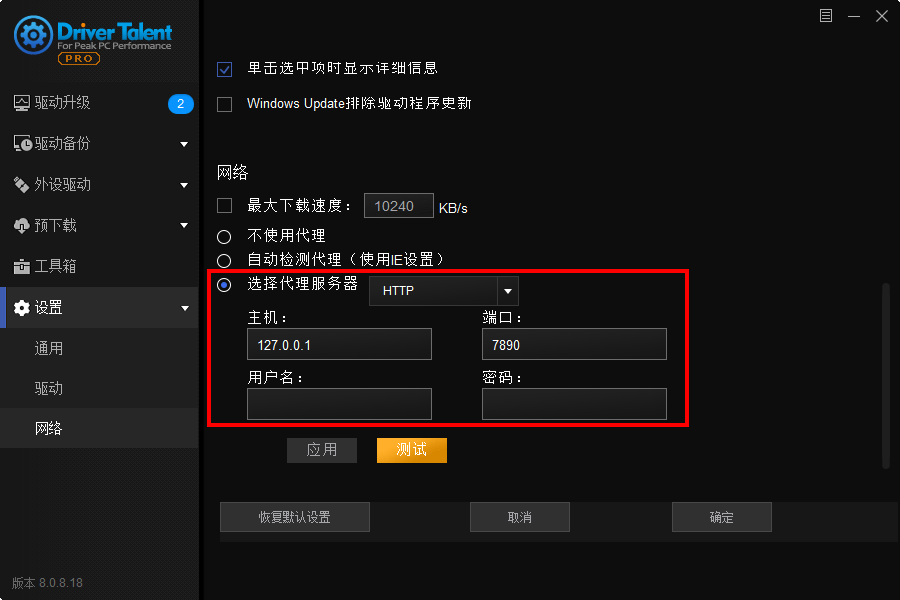 Driver Talent
For Peak PC Performance
PRO
驱动升级 2
驱动备份
外设驱动
预下载
工具箱
设置
通用
驱动
网络
版本 8.0.8.18
单击选中项时显示详细信息
Windows Update排除驱动程序更新
网络
最大下载速度： 10240 KB/s
不使用代理
自动检测代理（使用IE设置）
选择代理服务器 HTTP
主机： 端口：
127.0.0.1 7890
用户名： 密码：
应用 测试
恢复默认设置 取消 确定